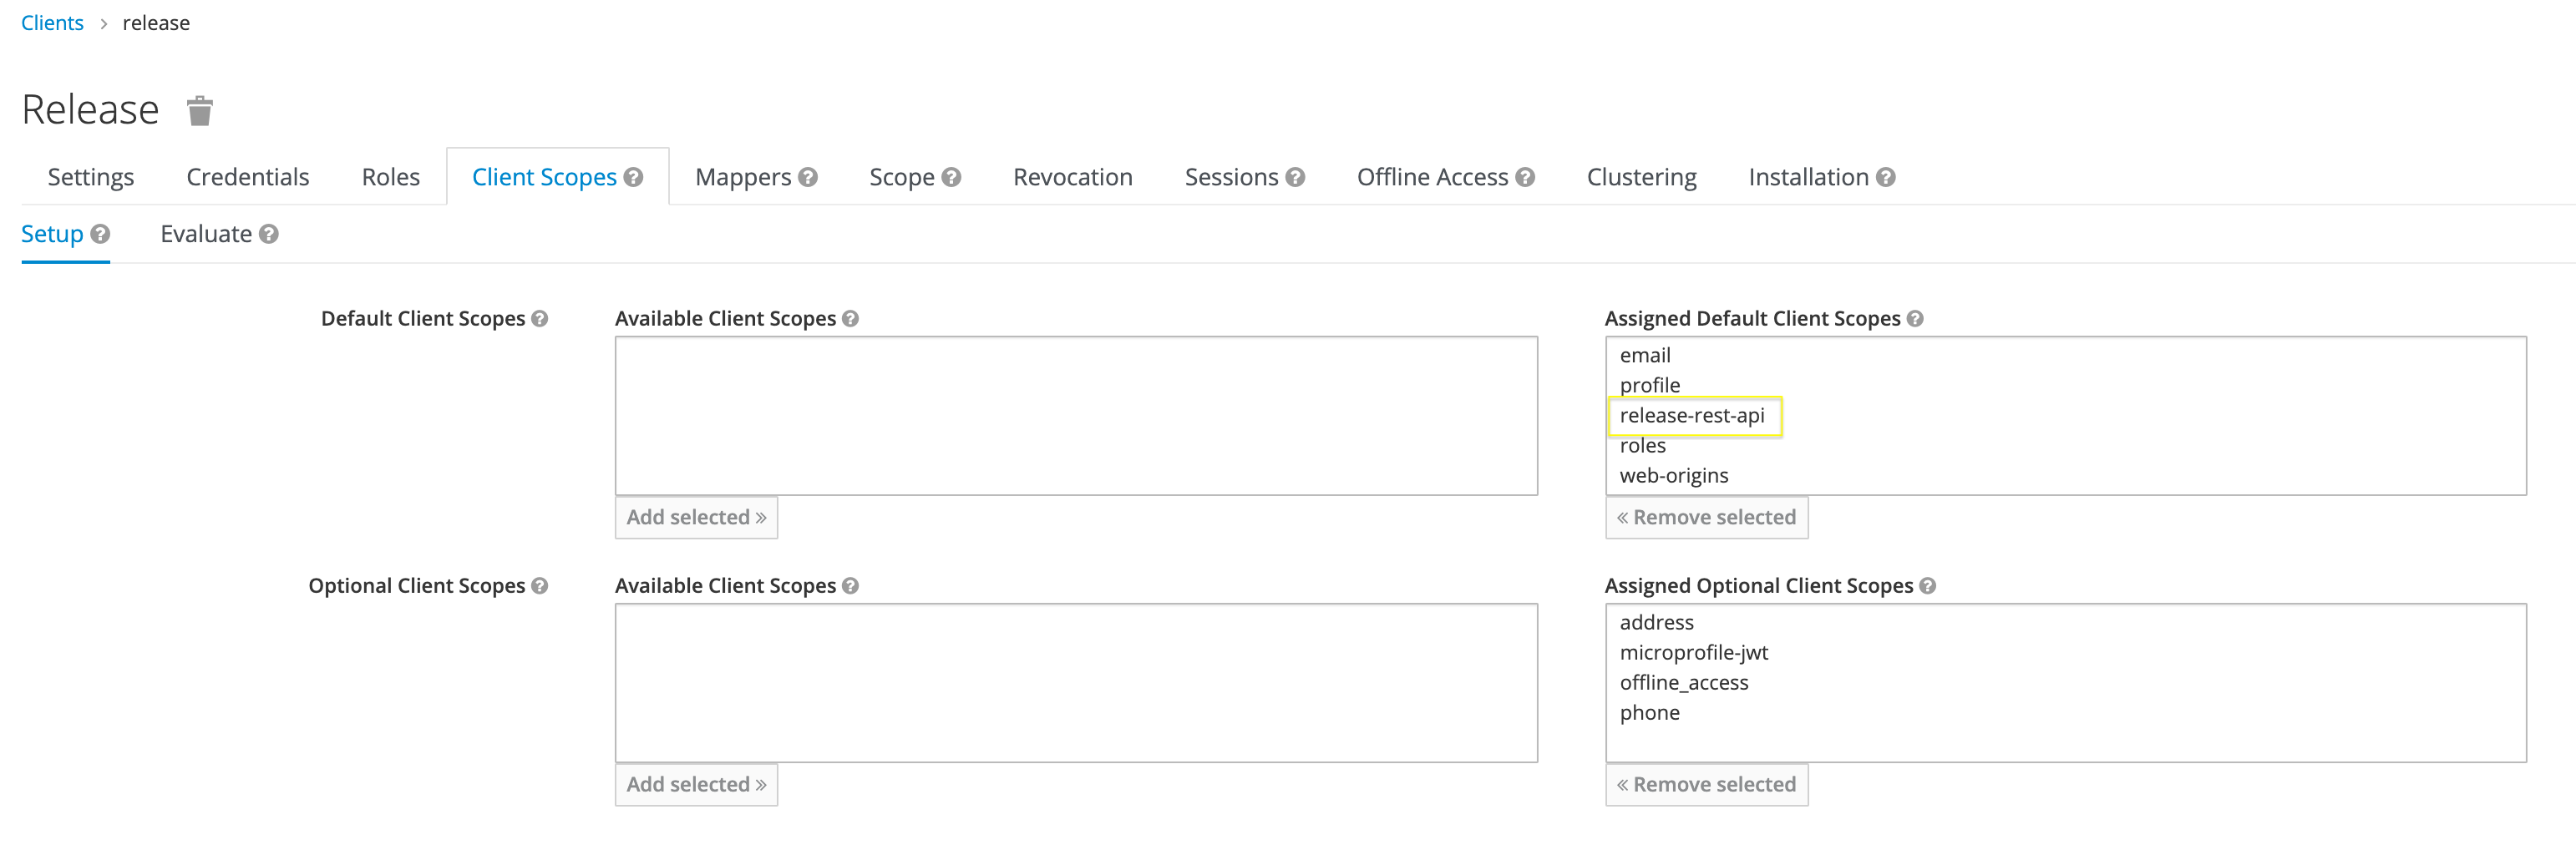 Clients > release
Release
Settings Credentials Roles Client Scopes Mappers Scope Revocation Sessions Offline Access Clustering Installation
Setup Evaluate
Default Client Scopes Available Client Scopes Assigned Default Client Scopes
email
profile
release-rest-api
roles
web-origins
Add selected » « Remove selected
Optional Client Scopes Available Client Scopes Assigned Optional Client Scopes
address
microprofile-jwt
offline_access
phone
Add selected » « Remove selected